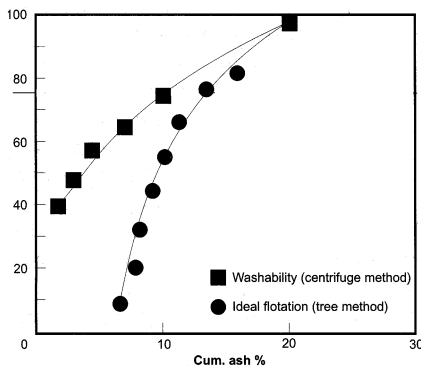 100
80
60
40
20
Washability (centrifuge method)
Ideal flotation (tree method)
0 10 20 30
Cum. ash %